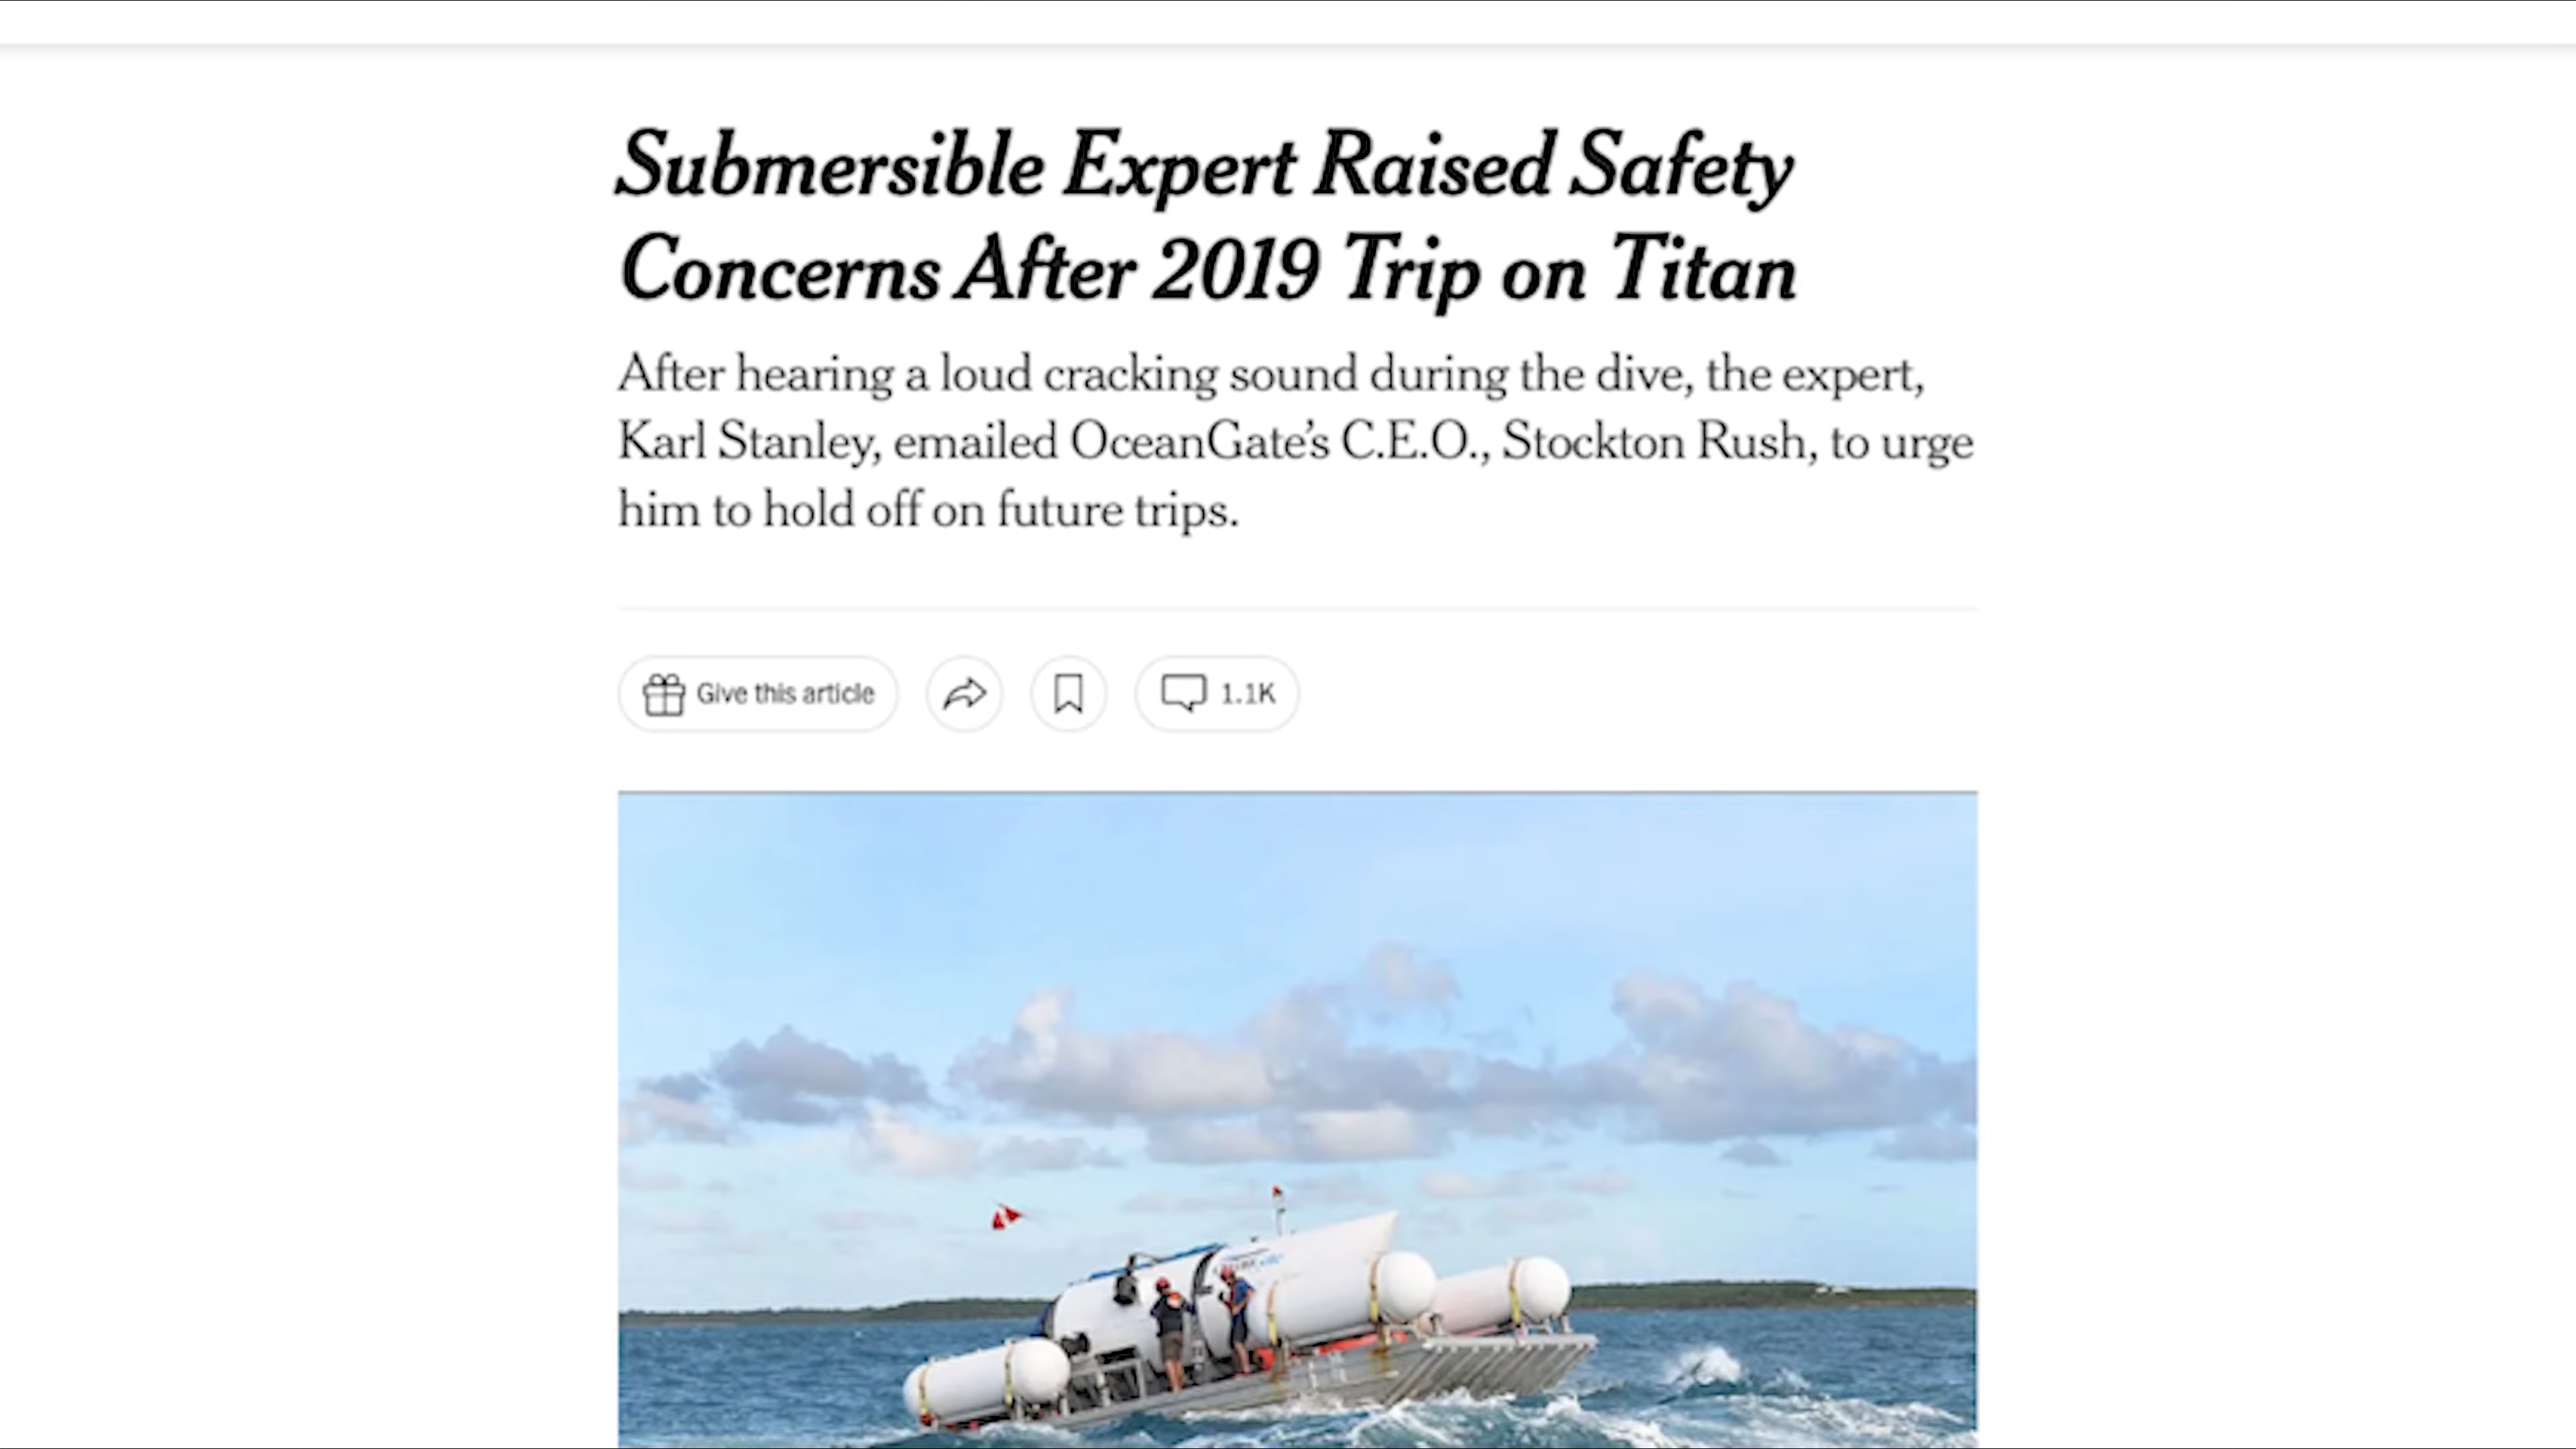 Submersible Expert Raised Safety
Concerns After 2019 Trip on Titan
After hearing a loud cracking sound during the dive, the expert,
Karl Stanley, emailed OceanGate’s C.E.O., Stockton Rush, to urge
him to hold off on future trips.
Give this article
1.1K